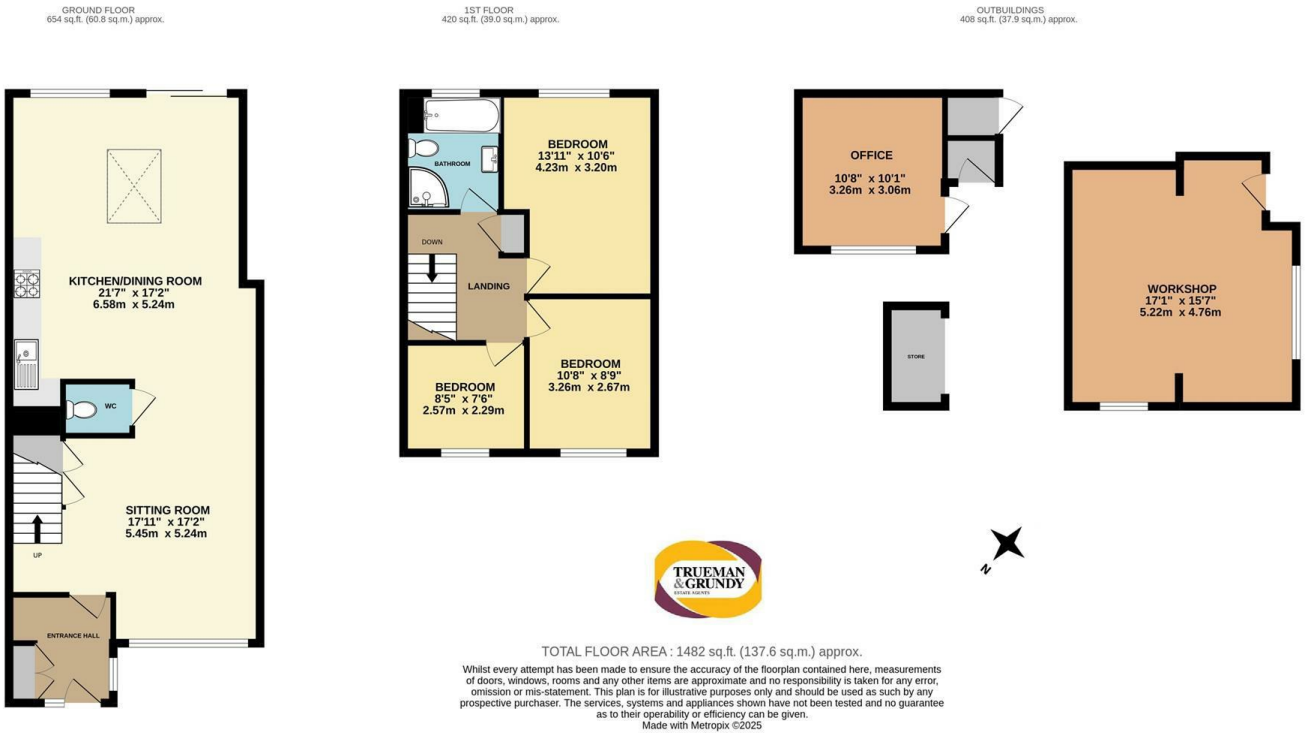 GROUND FLOOR
654 sq.ft. (60.8 sq.m.) approx.
1ST FLOOR
420 sq.ft. (39.0 sq.m.) approx.
OUTBUILDINGS
408 sq.ft. (37.9 sq.m.) approx.
KITCHEN/DINING ROOM
21'7" x 17'2"
6.58m x 5.24m
WC
SITTING ROOM
17'11" x 17'2"
5.45m x 5.24m
UP
ENTRANCE HALL
BATHROOM
BEDROOM
13'11" x 10'6"
4.23m x 3.20m
DOWN
LANDING
BEDROOM
10'8" x 8'9"
3.26m x 2.67m
BEDROOM
8'5" x 7'6"
2.57m x 2.29m
OFFICE
10'8" x 10'1"
3.26m x 3.06m
STORE
WORKSHOP
17'1" x 15'7"
5.22m x 4.76m
TRUEMAN
&GRUNDY
ESTATE AGENTS
N
TOTAL FLOOR AREA : 1482 sq.ft. (137.6 sq.m.) approx.
Whilst every attempt has been made to ensure the accuracy of the floorplan contained here, measurements
of doors, windows, rooms and any other items are approximate and no responsibility is taken for any error,
omission or mis-statement. This plan is for illustrative purposes only and should be used as such by any
prospective purchaser. The services, systems and appliances shown have not been tested and no guarantee
as to their operability or efficiency can be given.
Made with Metropix ©2025